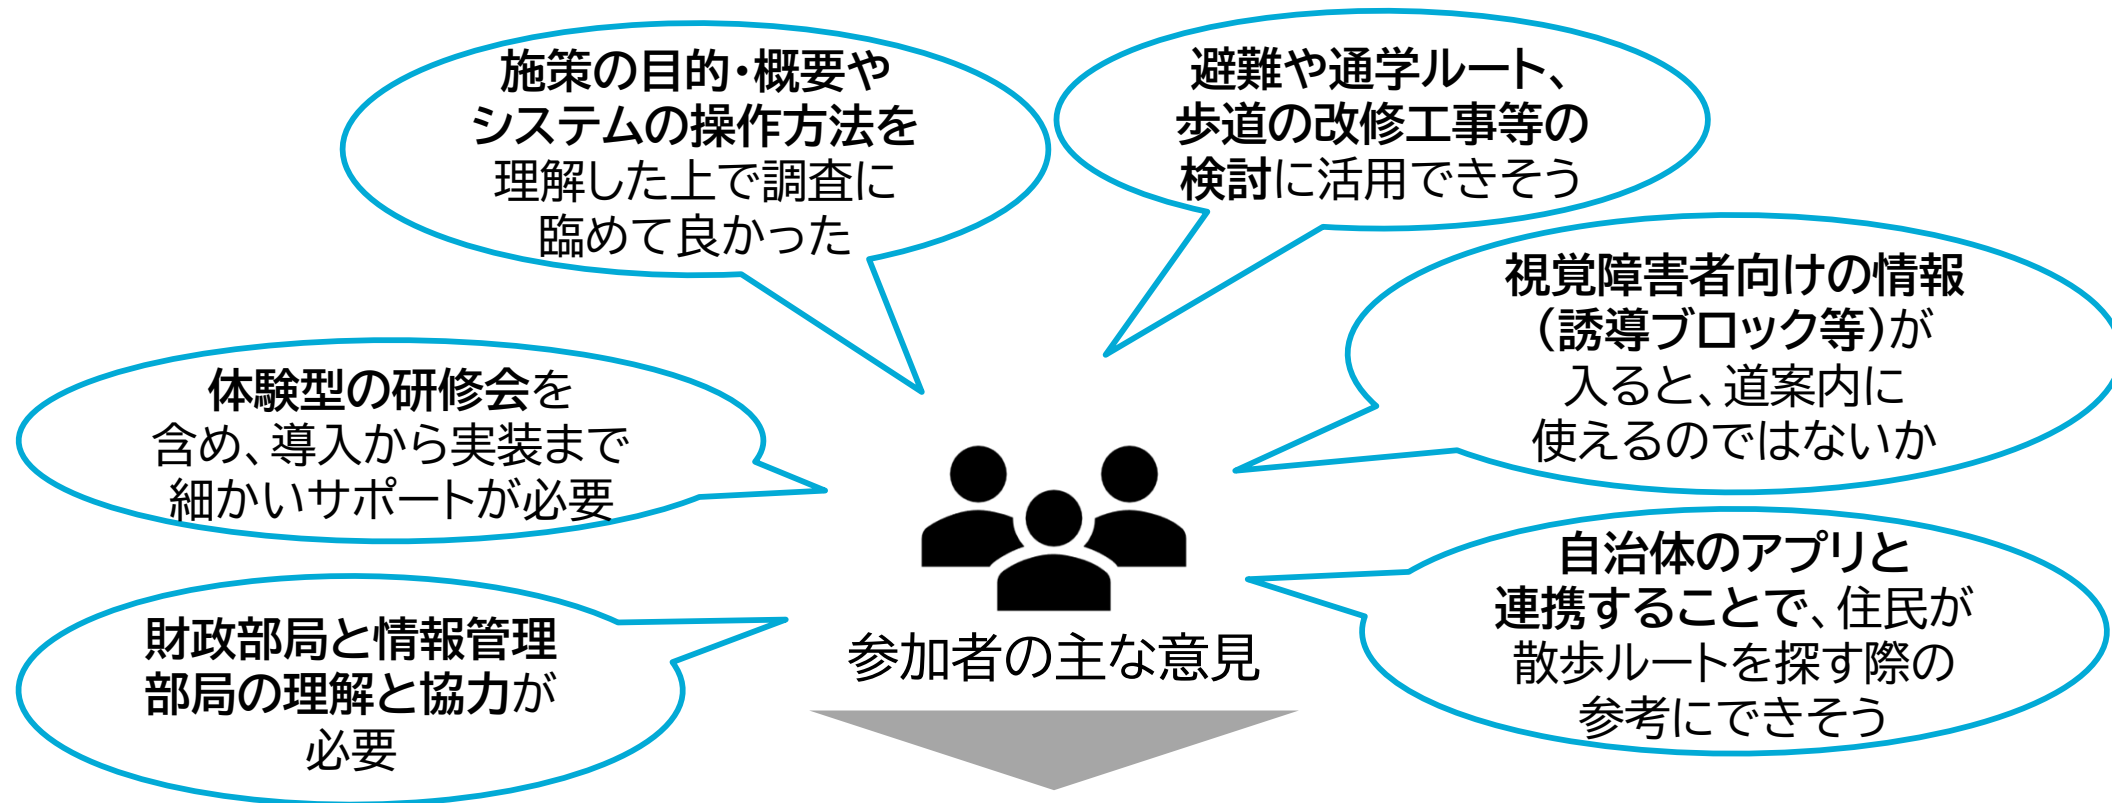 施策の目的・概要や
システムの操作方法を
理解した上で調査に
臨めて良かった
避難や通学ルート、
歩道の改修工事等の
検討に活用できそう
視覚障害者向けの情報
（誘導ブロック等）が
入ると、道案内に
使えるのではないか
体験型の研修会を
含め、導入から実装まで
細かいサポートが必要
自治体のアプリと
連携することで、住民が
散歩ルートを探す際の
参考にできそう
財政部局と情報管理
部局の理解と協力が
必要
参加者の主な意見